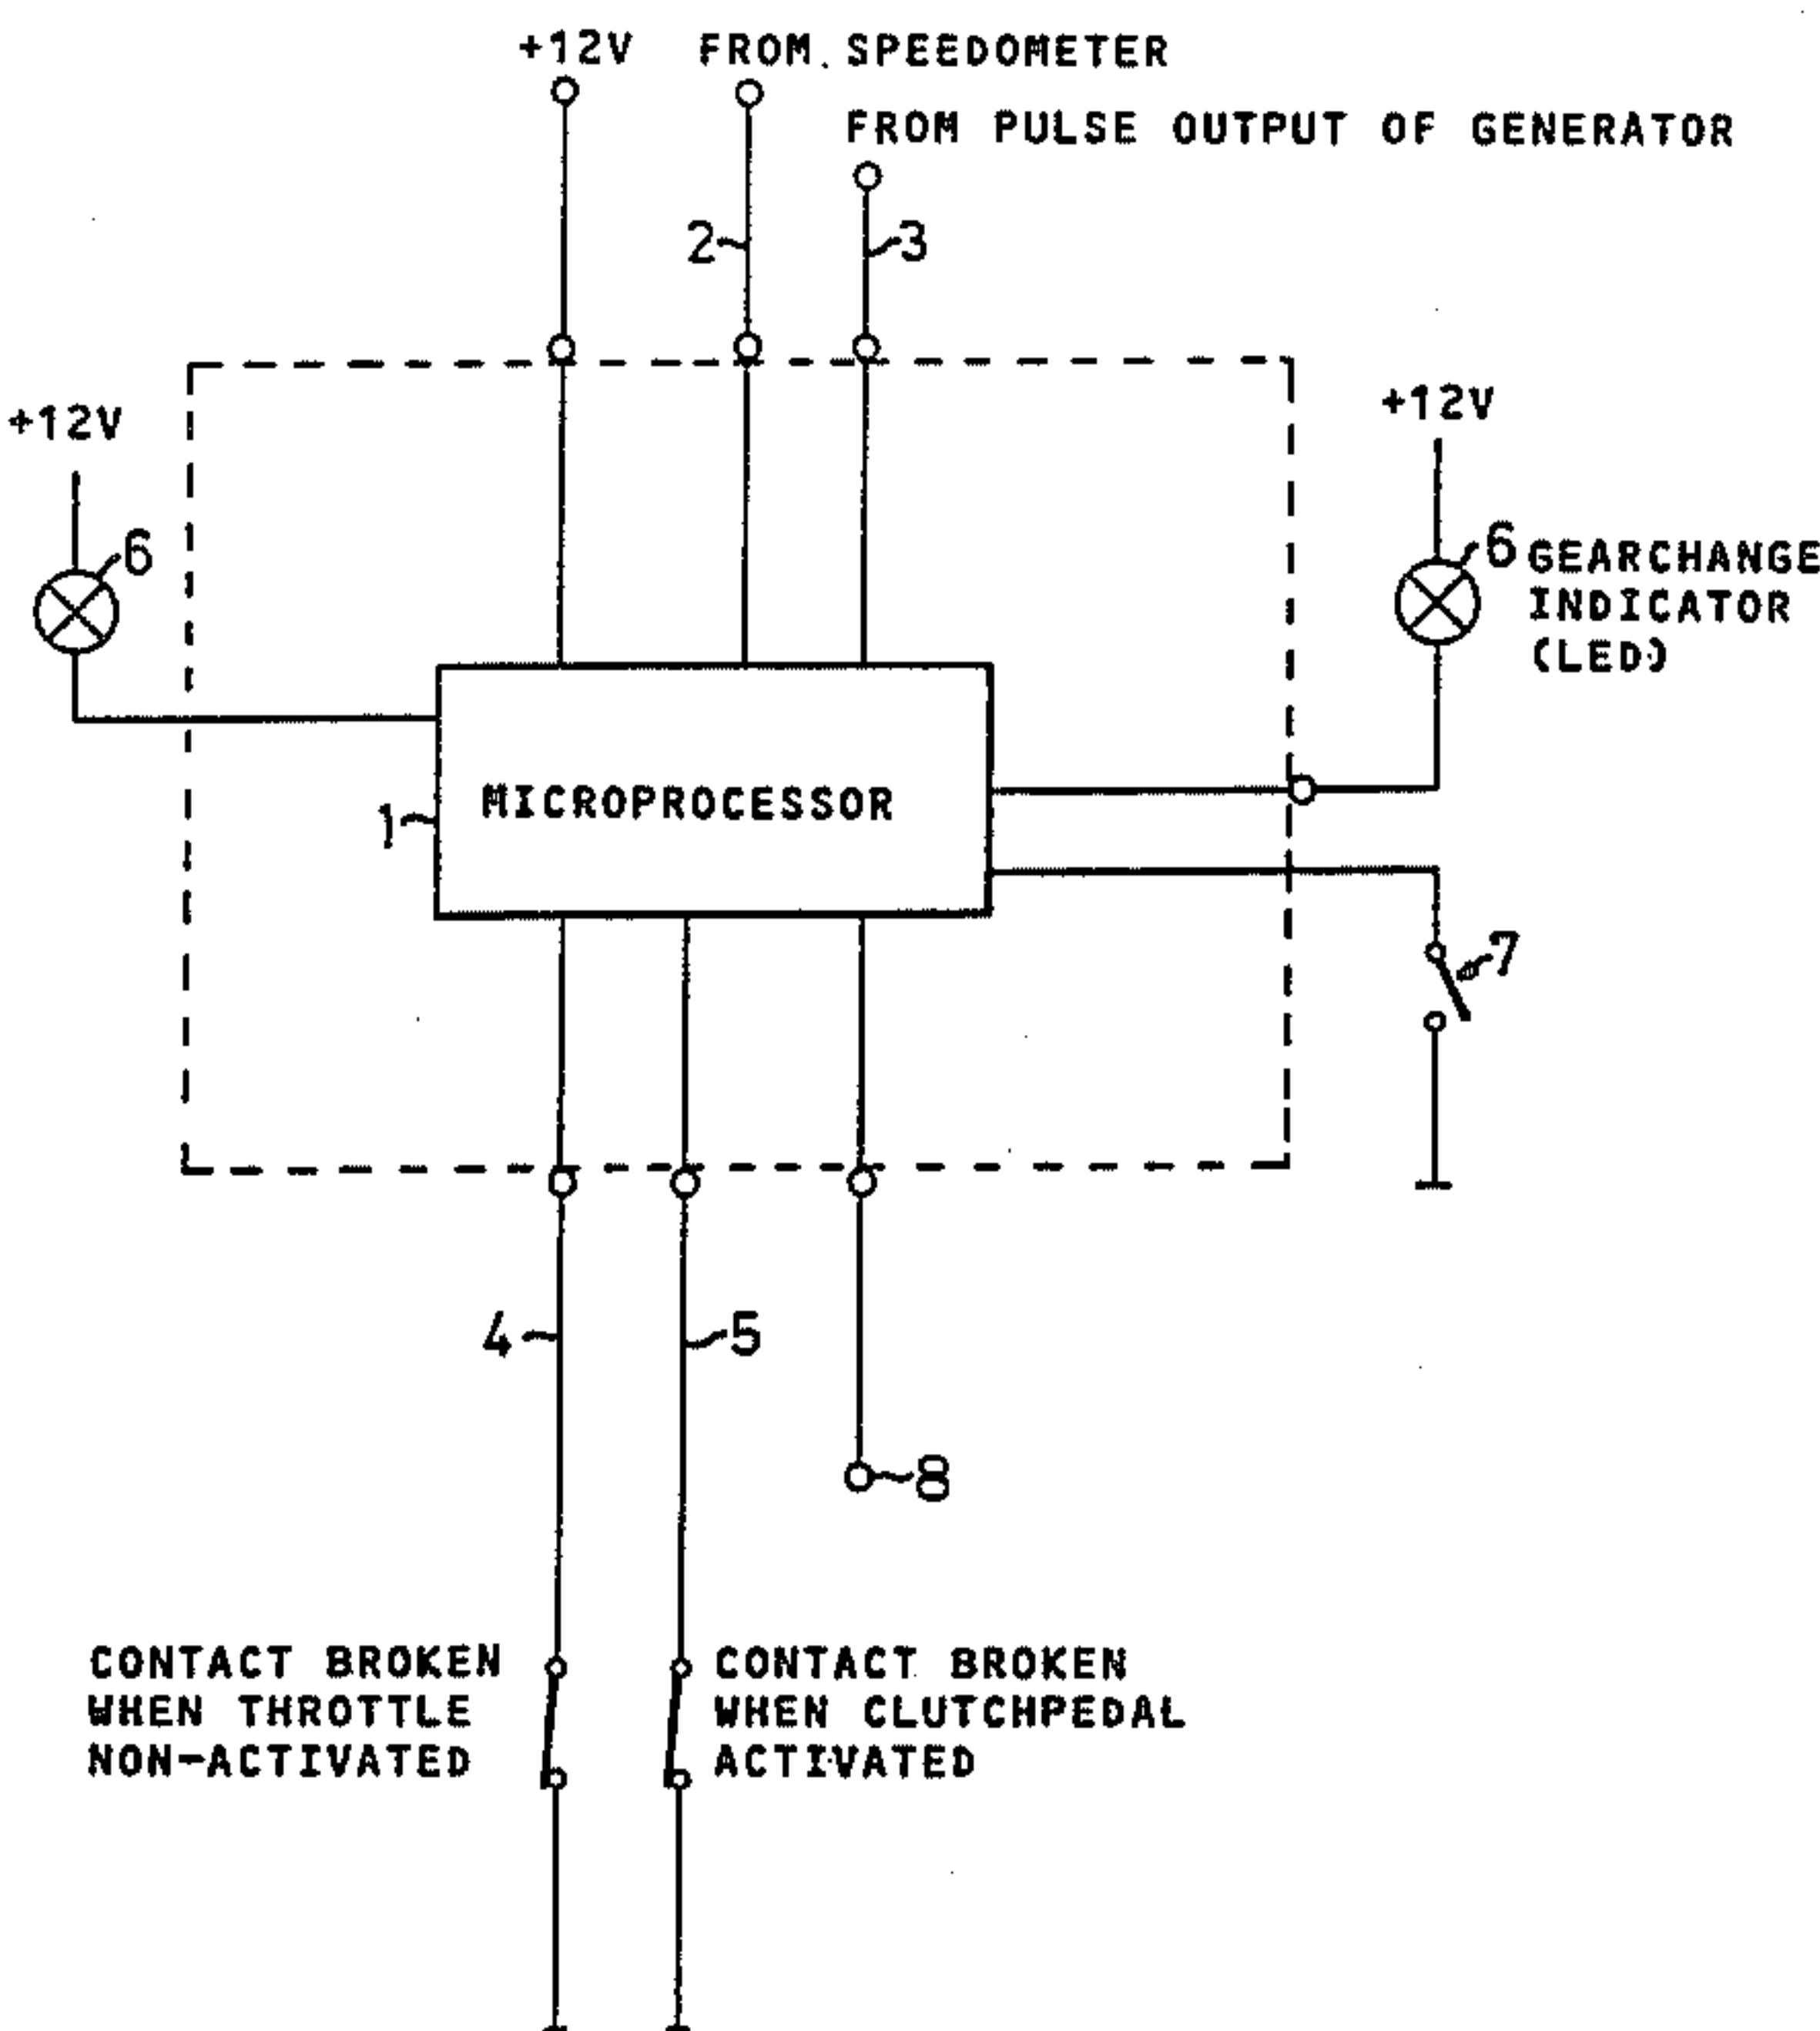 +12V FROM SPEEDOMETER
FROM PULSE OUTPUT OF GENERATOR
2
3
+12V
+12V
6
6 GEARCHANGE
INDICATOR
(LED)
1
MICROPROCESSOR
7
4
5
8
CONTACT BROKEN
WHEN THROTTLE
NON-ACTIVATED
CONTACT BROKEN
WHEN CLUTCHPEDAL
ACTIVATED